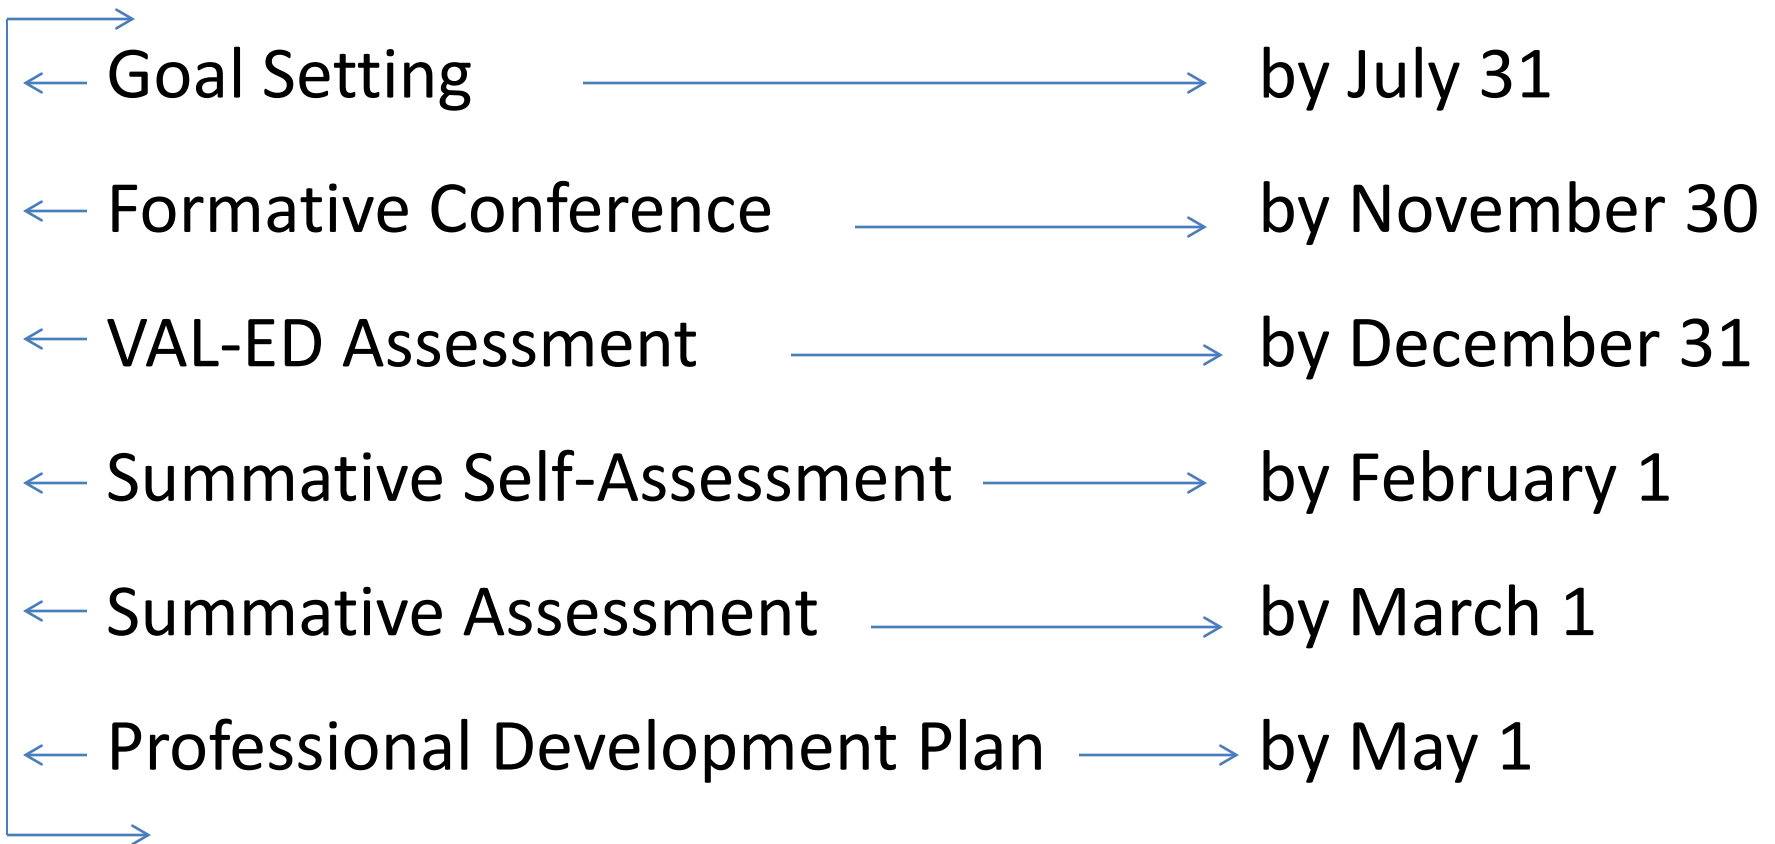 Goal Setting by July 31
Formative Conference by November 30
VAL-ED Assessment by December 31
Summative Self-Assessment by February 1
Summative Assessment by March 1
Professional Development Plan by May 1